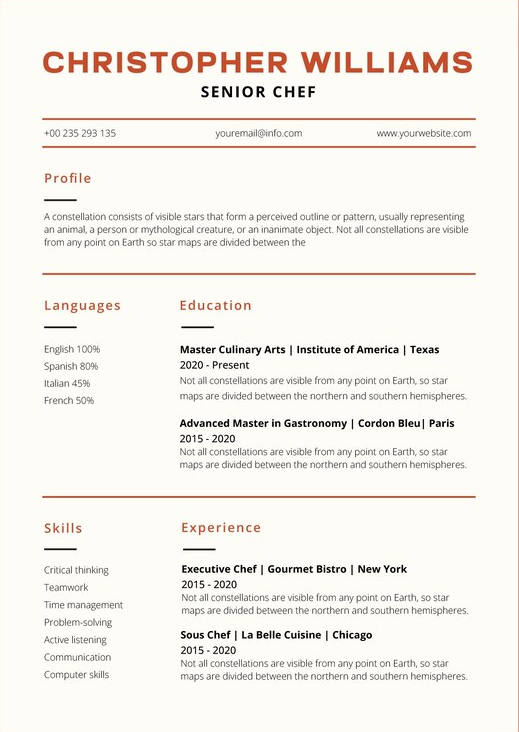 CHRISTOPHER WILLIAMS
SENIOR CHEF
+00 235 293 135 youremail@info.com www.yourwebsite.com
Profile
A constellation consists of visible stars that form a perceived outline or pattern, usually representing
an animal, a person or mythological creature, or an inanimate object. Not all constellations are visible
from any point on Earth so star maps are divided between the
Languages
English 100%
Spanish 80%
Italian 45%
French 50%
Education
Master Culinary Arts | Institute of America | Texas
2020 - Present
Not all constellations are visible from any point on Earth, so star
maps are divided between the northern and southern hemispheres.
Advanced Master in Gastronomy | Cordon Bleu| Paris
2015 - 2020
Not all constellations are visible from any point on Earth, so star
maps are divided between the northern and southern hemispheres.
Skills
Critical thinking
Teamwork
Time management
Problem-solving
Active listening
Communication
Computer skills
Experience
Executive Chef | Gourmet Bistro | New York
2015 - 2020
Not all constellations are visible from any point on Earth, so star
maps are divided between the northern and southern hemispheres.
Sous Chef | La Belle Cuisine | Chicago
2015 - 2020
Not all constellations are visible from any point on Earth, so star
maps are divided between the northern and southern hemispheres.